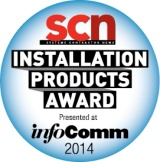 scn
SYSTEMS CONTRACTOR NEWS
INSTALLATION
PRODUCTS
AWARD
Presented at
infoComm
2014